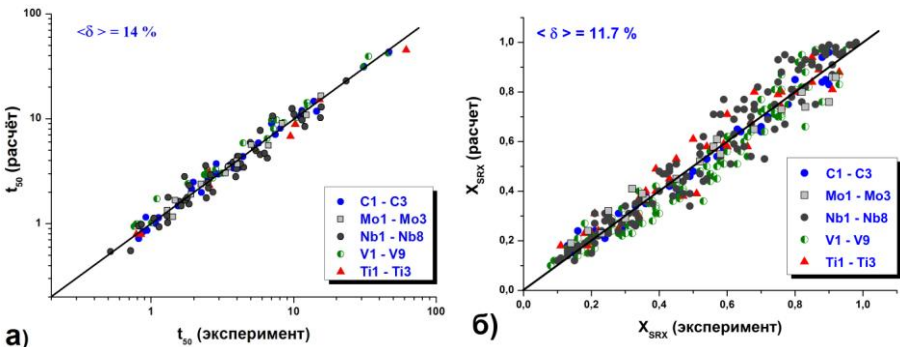 <δ> = 14 %
100
10
1
t50 (расчёт)
1
10
100
t50 (эксперимент)
C1 - C3
Mo1 - Mo3
Nb1 - Nb8
V1 - V9
Ti1 - Ti3
а)
< δ > = 11.7 %
1,0
0,8
0,6
0,4
0,2
0,0
XSRX (расчет)
0,0 0,2 0,4 0,6 0,8 1,0
XSRX (эксперимент)
C1 - C3
Mo1 - Mo3
Nb1 - Nb8
V1 - V9
Ti1 - Ti3
б)